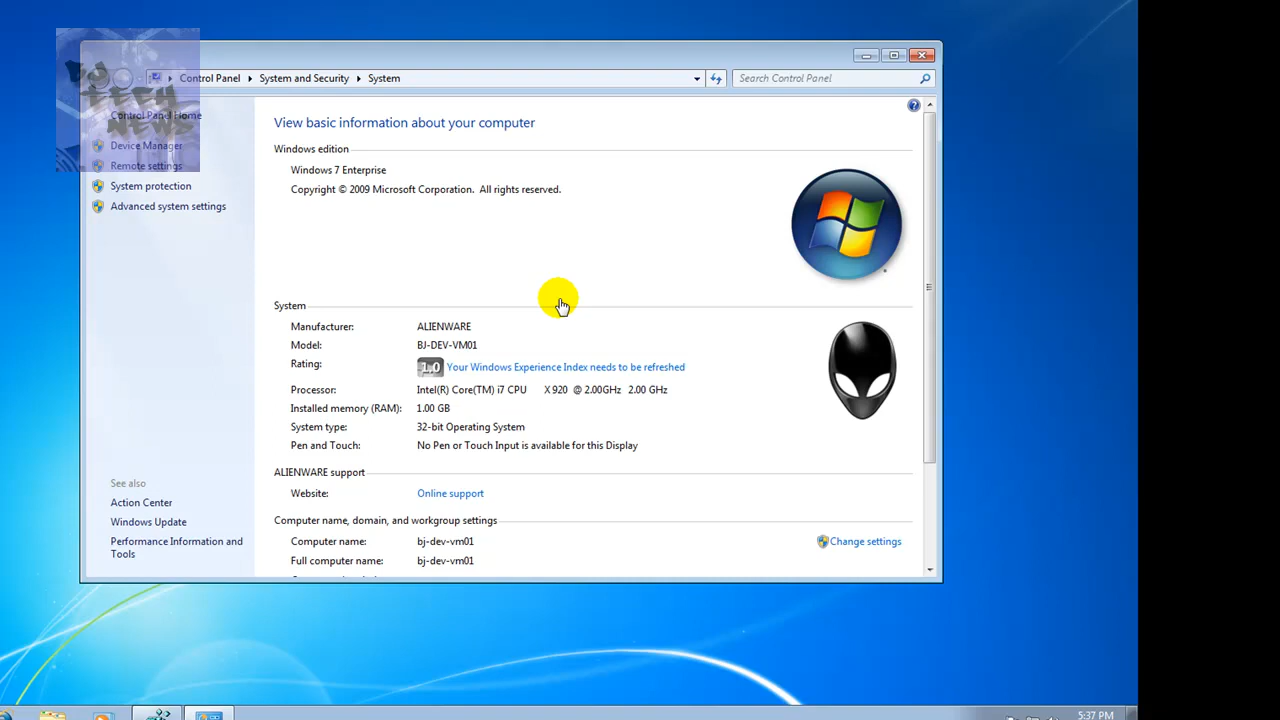 BJ
TECH
NEWS
Control Panel ▸ System and Security ▸ System
Search Control Panel
Control Panel Home
Device Manager
Remote settings
System protection
Advanced system settings
See also
Action Center
Windows Update
Performance Information and
Tools
View basic information about your computer
Windows edition
Windows 7 Enterprise
Copyright © 2009 Microsoft Corporation. All rights reserved.
System
Manufacturer: ALIENWARE
Model: BJ-DEV-VM01
Rating: 1.0 Your Windows Experience Index needs to be refreshed
Processor: Intel(R) Core(TM) i7 CPU X 920 @ 2.00GHz 2.00 GHz
Installed memory (RAM): 1.00 GB
System type: 32-bit Operating System
Pen and Touch: No Pen or Touch Input is available for this Display
ALIENWARE support
Website: Online support
Computer name, domain, and workgroup settings
Computer name: bj-dev-vm01
Change settings
Full computer name: bj-dev-vm01
5:37 PM